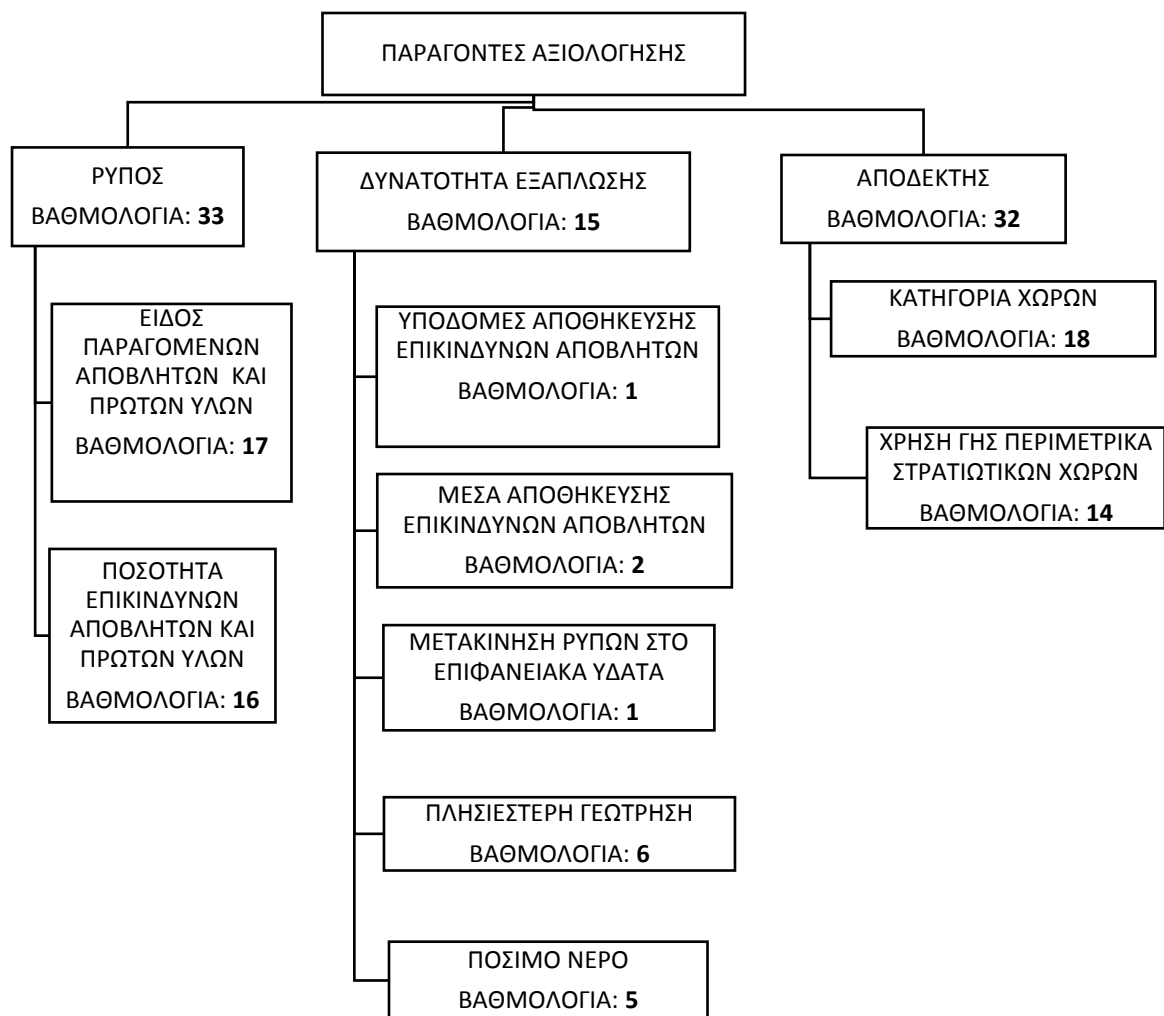 ΠΑΡΑΓΟΝΤΕΣ ΑΞΙΟΛΟΓΗΣΗΣ
ΡΥΠΟΣ
ΒΑΘΜΟΛΟΓΙΑ: 33
ΕΙΔΟΣ
ΠΑΡΑΓΟΜΕΝΩΝ
ΑΠΟΒΛΗΤΩΝ ΚΑΙ
ΠΡΩΤΩΝ ΥΛΩΝ
ΒΑΘΜΟΛΟΓΙΑ: 17
ΠΟΣΟΤΗΤΑ
ΕΠΙΚΙΝΔΥΝΩΝ
ΑΠΟΒΛΗΤΩΝ ΚΑΙ
ΠΡΩΤΩΝ ΥΛΩΝ
ΒΑΘΜΟΛΟΓΙΑ: 16
ΔΥΝΑΤΟΤΗΤΑ ΕΞΑΠΛΩΣΗΣ
ΒΑΘΜΟΛΟΓΙΑ: 15
ΥΠΟΔΟΜΕΣ ΑΠΟΘΗΚΕΥΣΗΣ
ΕΠΙΚΙΝΔΥΝΩΝ ΑΠΟΒΛΗΤΩΝ
ΒΑΘΜΟΛΟΓΙΑ: 1
ΜΕΣΑ ΑΠΟΘΗΚΕΥΣΗΣ
ΕΠΙΚΙΝΔΥΝΩΝ ΑΠΟΒΛΗΤΩΝ
ΒΑΘΜΟΛΟΓΙΑ: 2
ΜΕΤΑΚΙΝΗΣΗ ΡΥΠΩΝ ΣΤΟ
ΕΠΙΦΑΝΕΙΑΚΑ ΥΔΑΤΑ
ΒΑΘΜΟΛΟΓΙΑ: 1
ΠΛΗΣΙΕΣΤΕΡΗ ΓΕΩΤΡΗΣΗ
ΒΑΘΜΟΛΟΓΙΑ: 6
ΠΟΣΙΜΟ ΝΕΡΟ
ΒΑΘΜΟΛΟΓΙΑ: 5
ΑΠΟΔΕΚΤΗΣ
ΒΑΘΜΟΛΟΓΙΑ: 32
ΚΑΤΗΓΟΡΙΑ ΧΩΡΩΝ
ΒΑΘΜΟΛΟΓΙΑ: 18
ΧΡΗΣΗ ΓΗΣ ΠΕΡΙΜΕΤΡΙΚΑ
ΣΤΡΑΤΙΩΤΙΚΩΝ ΧΩΡΩΝ
ΒΑΘΜΟΛΟΓΙΑ: 14